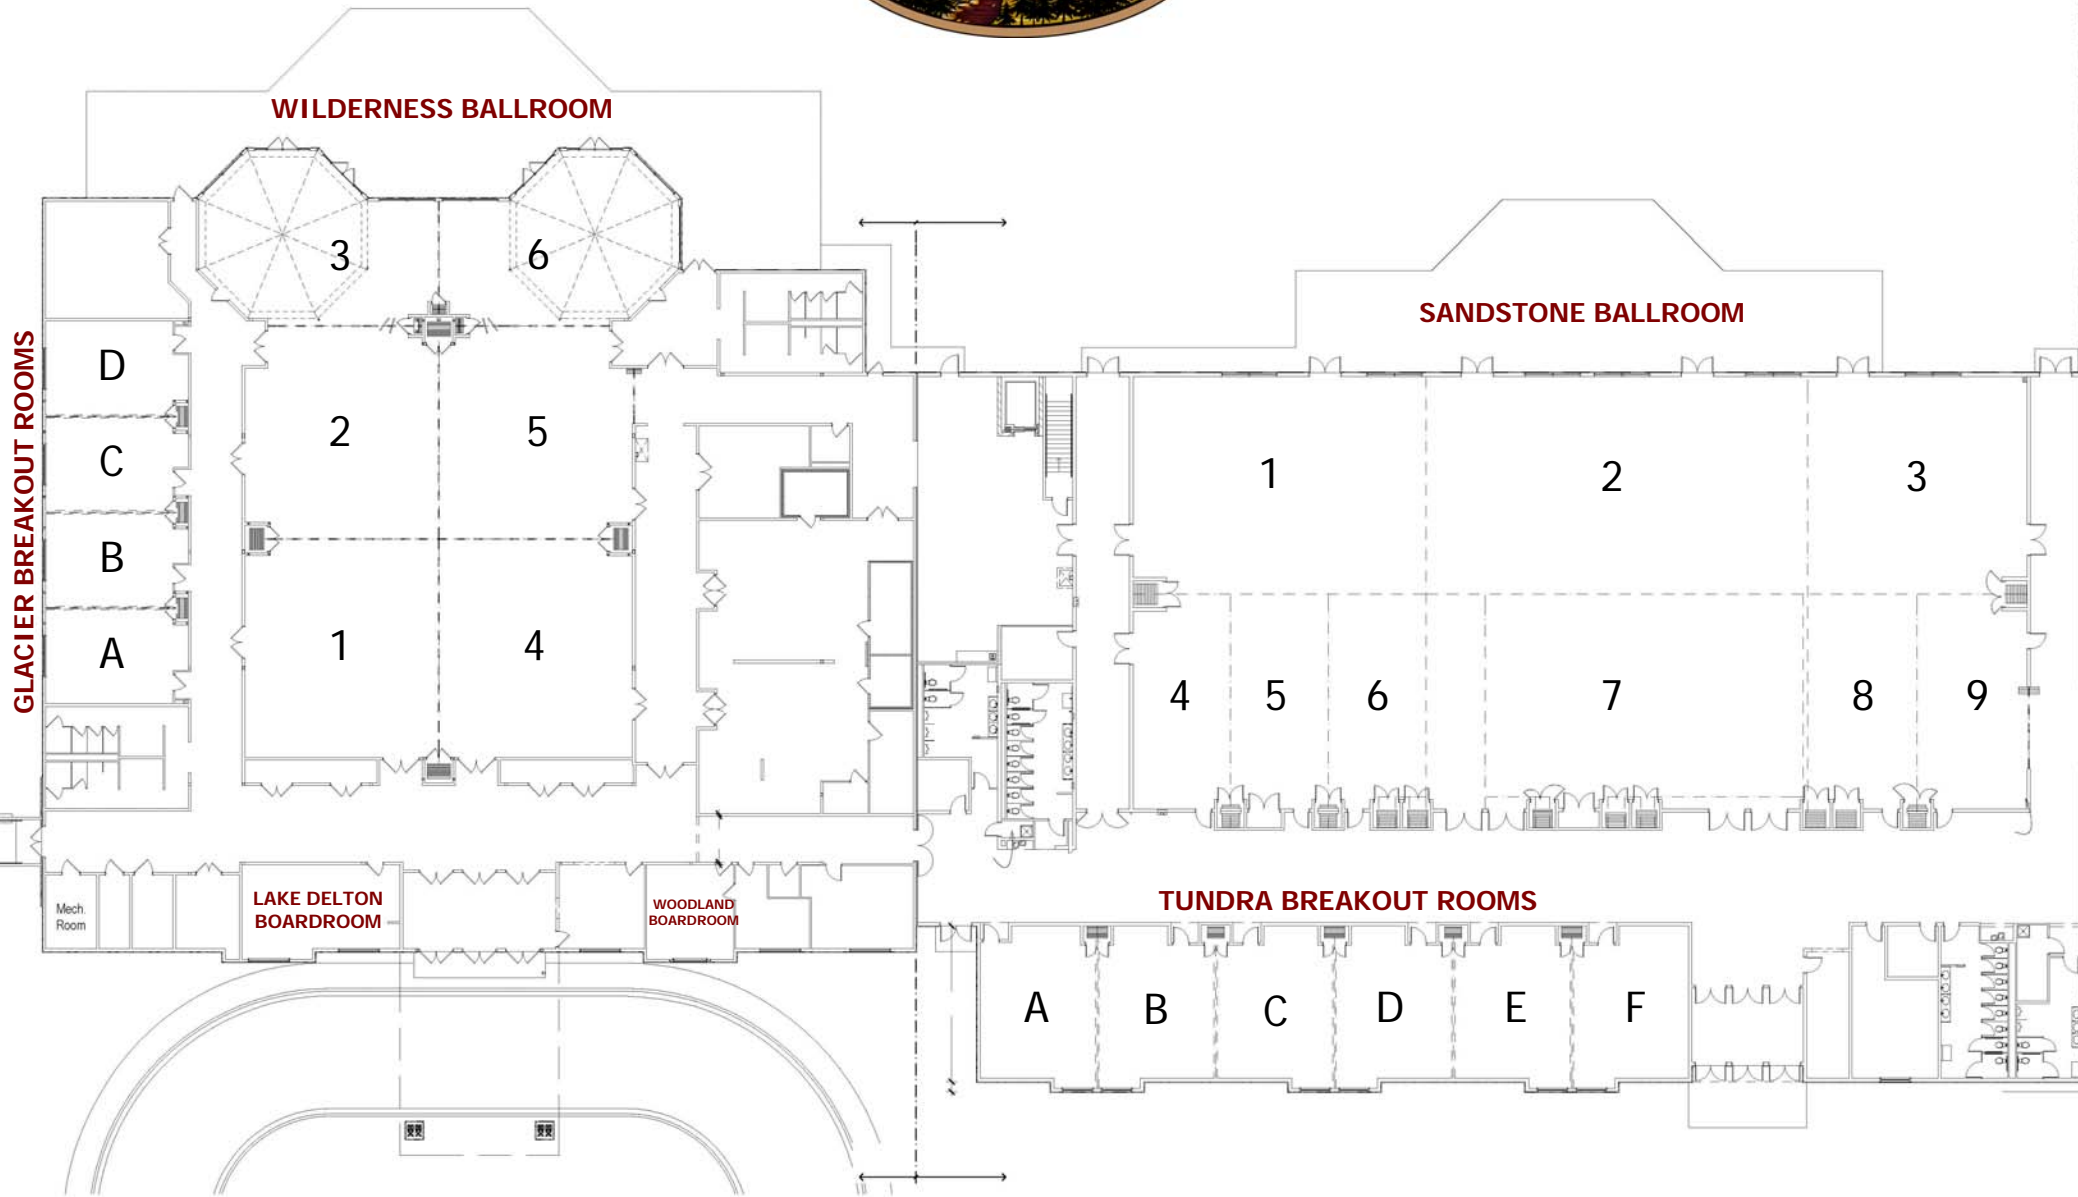 WILDERNESS BALLROOM
3
6
SANDSTONE BALLROOM
GLACIER BREAKOUT ROOMS
D
C
B
A
2
5
1
4
1
2
3
4
5
6
7
8
9
Mech.
Room
LAKE DELTON
BOARDROOM
WOODLAND
BOARDROOM
TUNDRA BREAKOUT ROOMS
A
B
C
D
E
F